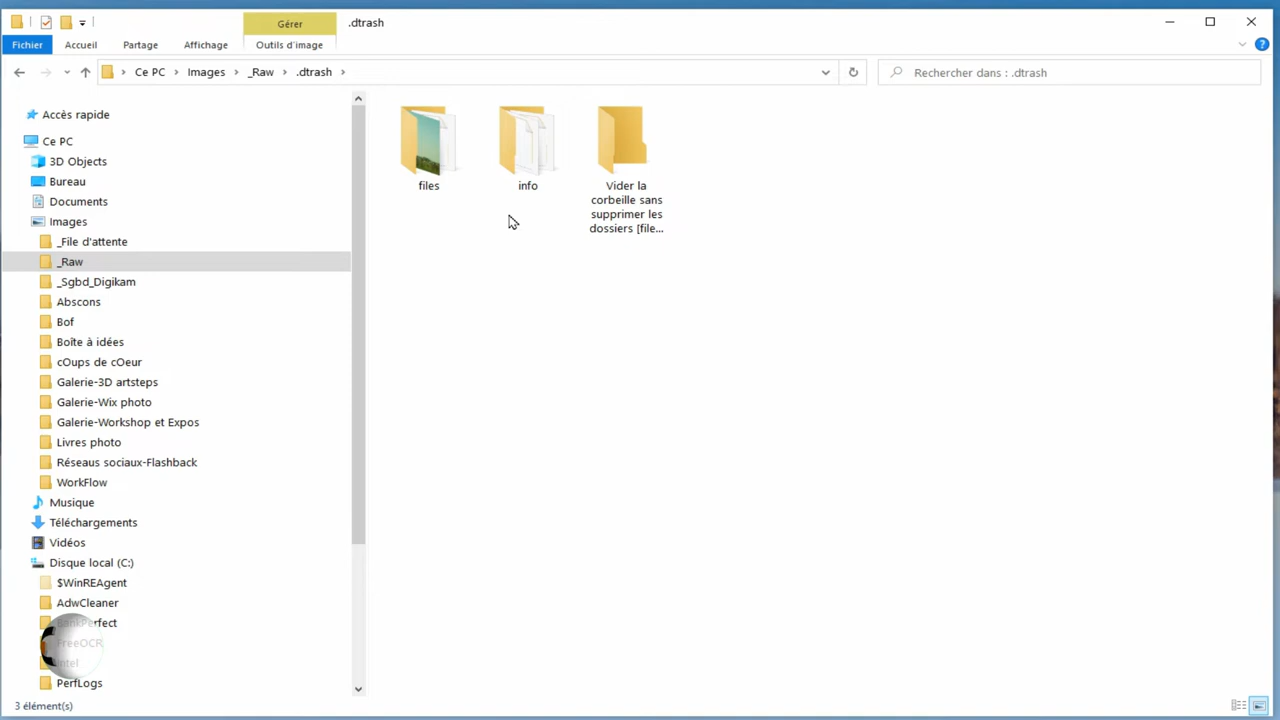 Gérer
.dtrash
Fichier
Accueil
Partage
Affichage
Outils d'image
Ce PC
Images
_Raw
.dtrash
Rechercher dans : .dtrash
Accès rapide
Ce PC
3D Objects
Bureau
Documents
Images
_File d'attente
_Raw
_Sgbd_Digikam
Abscons
Bof
Boîte à idées
cOups de cOeur
Galerie-3D artsteps
Galerie-Wix photo
Galerie-Workshop et Expos
Livres photo
Réseaus sociaux-Flashback
WorkFlow
Musique
Téléchargements
Vidéos
Disque local (C:)
$WinREAgent
AdwCleaner
BankPerfect
FreeOCR
Intel
PerfLogs
files
info
Vider la
corbeille sans
supprimer les
dossiers [file...
3 élément(s)